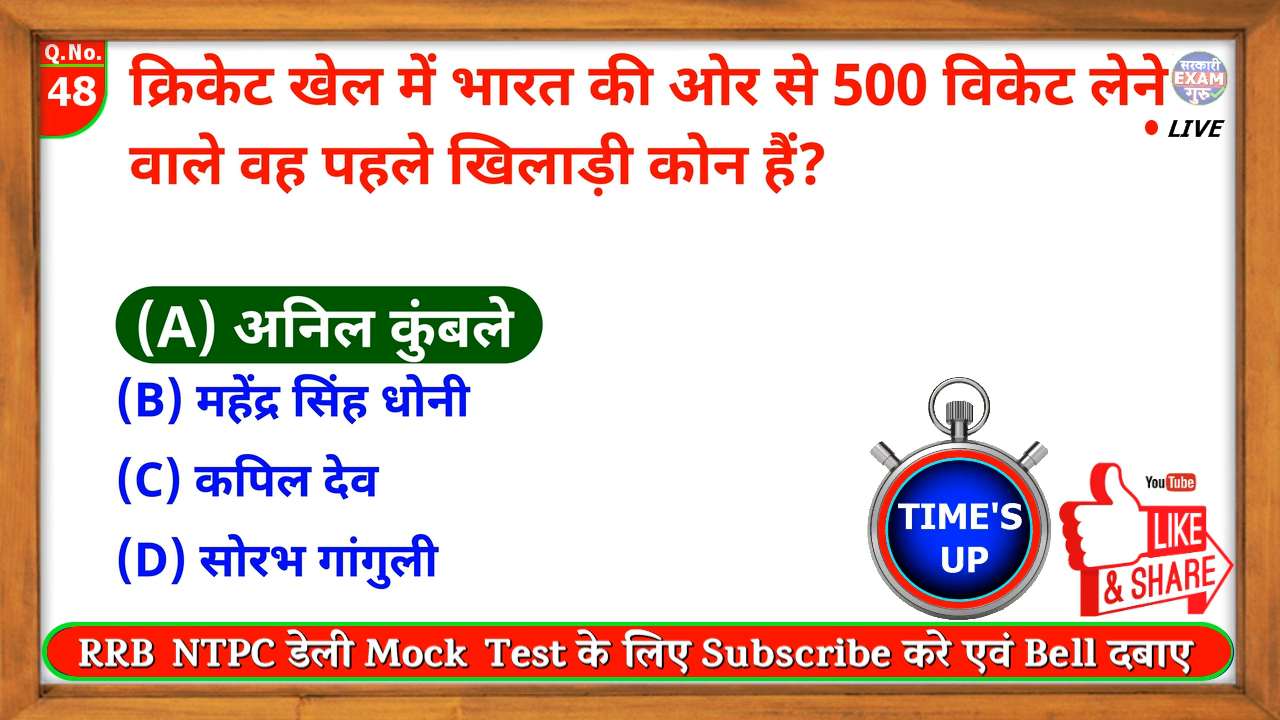 Q.No.
48
क्रिकेट खेल में भारत की ओर से 500 विकेट लेने
वाले वह पहले खिलाड़ी कोन हैं?
सरकारी
EXAM
गुरु
LIVE
(A) अनिल कुंबले
(B) महेंद्र सिंह धोनी
(C) कपिल देव
(D) सोरभ गांगुली
TIME'S
UP
YouTube
LIKE
& SHARE
RRB NTPC डेली Mock Test के लिए Subscribe करे एवं Bell दबाए